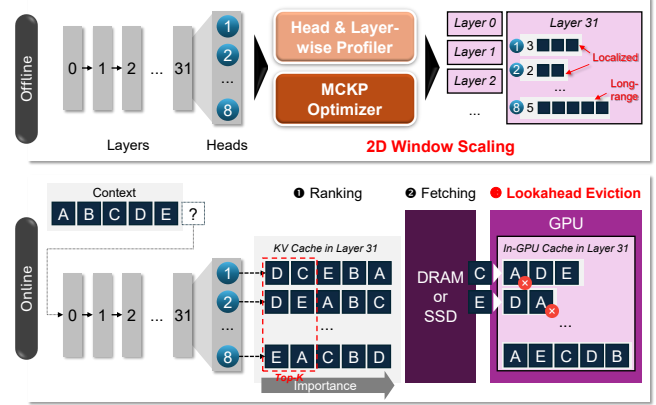 Offline
0 1 2 ... 31
1
2
...
8
Layers
Heads
Head & Layer-
wise Profiler
MCKP
Optimizer
2D Window Scaling
Layer 0
Layer 1
Layer 2
...
Layer 31
1 3
2 2
...
8 5
Localized
Long-
range
Online
Context
A B C D E ?
0 1 2 ... 31
1
2
...
8
❶ Ranking
KV Cache in Layer 31
D C E B A
D E A B C
...
E A C B D
Top-K
Importance
❷ Fetching
DRAM
or
SSD
C
E
Lookahead Eviction
GPU
In-GPU Cache in Layer 31
A D E
D A
...
A E C D B